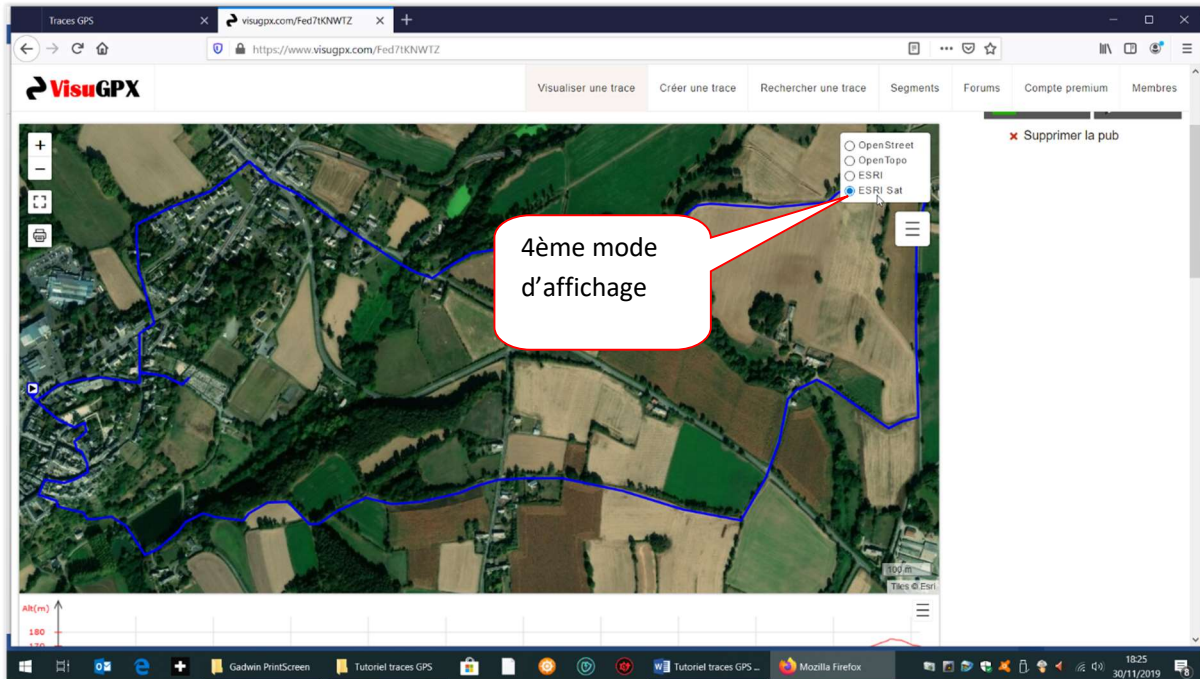 Traces GPS
visugpx.com/Fed7tKNWTZ
https://www.visugpx.com/Fed7tKNWTZ
VisuGPX
Visualiser une trace
Créer une trace
Rechercher une trace
Segments
Forums
Compte premium
Membres
Supprimer la pub
OpenStreet
OpenTopo
ESRI
ESRI Sat
4ème mode
d'affichage
100 m
Tiles © Esri
Alt(m)
180
170
Gadwin PrintScreen
Tutoriel traces GPS
Tutoriel traces GPS ...
Mozilla Firefox
18:25
30/11/2019